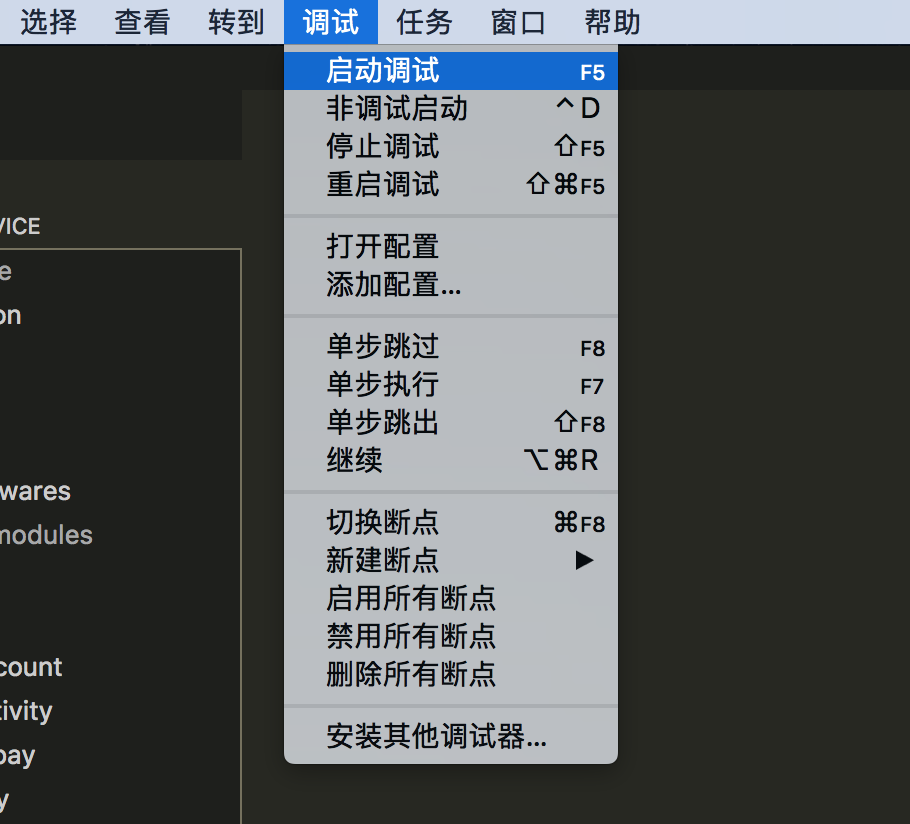 选择 查看 转到 调试 任务 窗口 帮助
启动调试 F5
非调试启动 ^D
停止调试 ⇧F5
重启调试 ⇧⌘F5
VICE
打开配置
e
添加配置...
on
单步跳过 F8
单步执行 F7
单步跳出 ⇧F8
继续 ⌥⌘R
wares
切换断点 ⌘F8
modules
新建断点 ▶
启用所有断点
禁用所有断点
count
删除所有断点
tivity
安装其他调试器...
pay
y